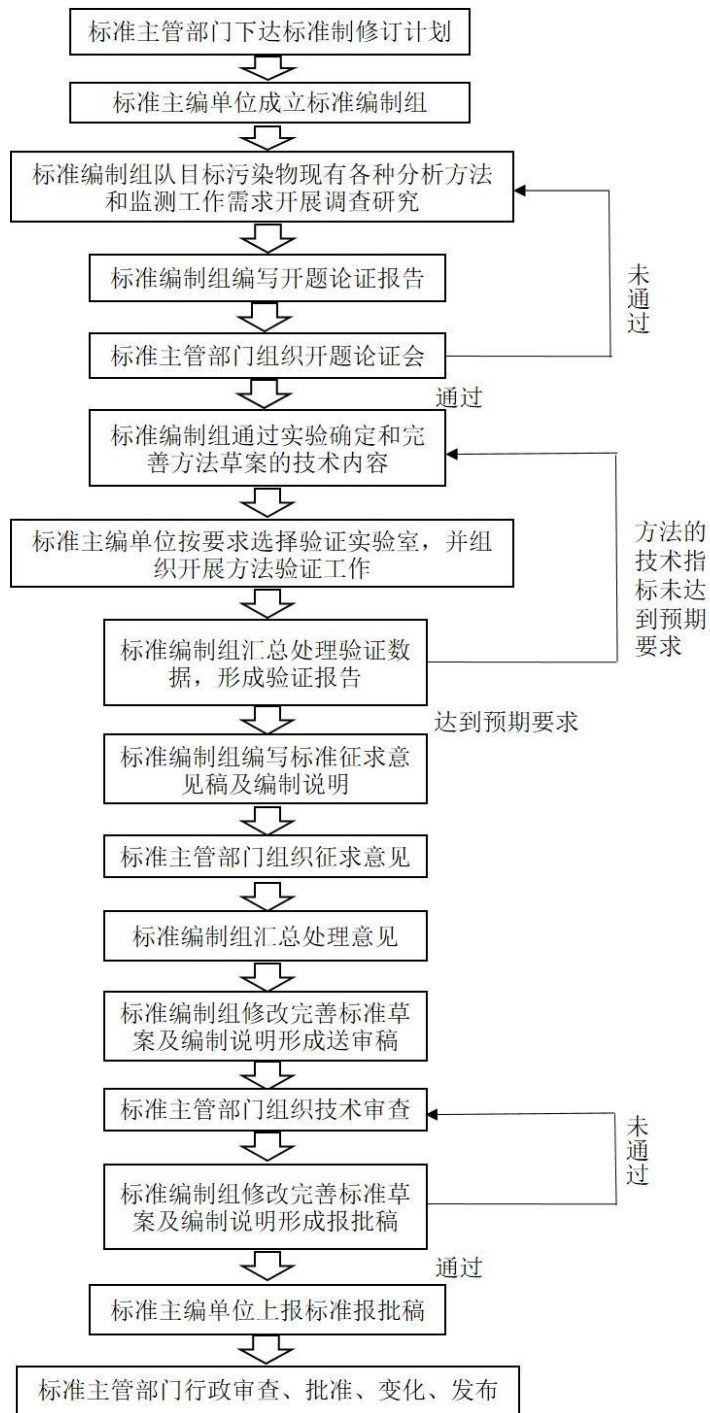 标准主管部门下达标准制修订计划
标准主编单位成立标准编制组
标准编制组队目标污染物现有各种分析方法
和监测工作需求开展调查研究
标准编制组编写开题论证报告
未通过
标准主管部门组织开题论证会
通过
标准编制组通过实验确定和完
善方法草案的技术内容
标准主编单位按要求选择验证实验室，并组
织开展方法验证工作
方法的
技术指
标未达
到预期
要求
标准编制组汇总处理验证数
据，形成验证报告
达到预期要求
标准编制组编写标准征求意
见稿及编制说明
标准主管部门组织征求意见
标准编制组汇总处理意见
标准编制组修改完善标准草
案及编制说明形成送审稿
标准主管部门组织技术审查
未通过
标准编制组修改完善标准草
案及编制说明形成报批稿
通过
标准主编单位上报标准报批稿
标准主管部门行政审查、批准、变化、发布